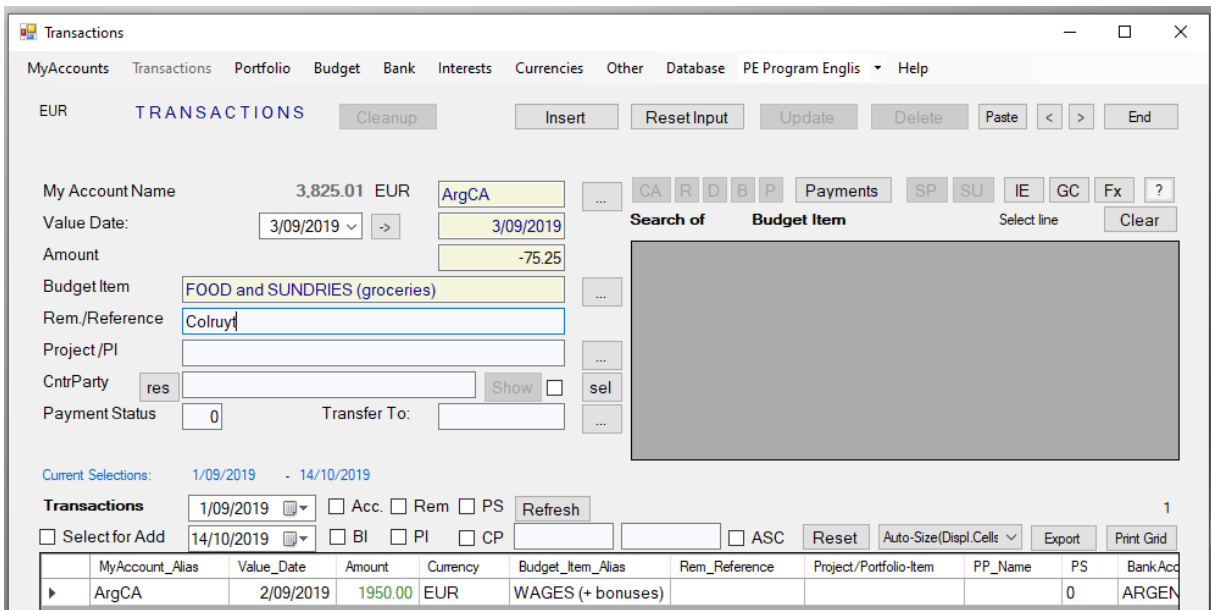 Transactions
MyAccounts Transactions Portfolio Budget Bank Interests Currencies Other Database PE Program Englis Help
EUR TRANSACTIONS Cleanup Insert Reset Input Update Delete Paste < > End
My Account Name 3,825.01 EUR ArgCA ... CA R D B P Payments SP SU IE GC Fx ?
Value Date: 3/09/2019 -> 3/09/2019 Search of Budget Item Select line Clear
Amount -75.25
Budget Item FOOD and SUNDRIES (groceries) ...
Rem./Reference Colruyt
Project /PI ...
CntrParty res Show sel
Payment Status 0 Transfer To: ...
Current Selections: 1/09/2019 - 14/10/2019
Transactions 1/09/2019 Acc. Rem PS Refresh 1
Select for Add 14/10/2019 BI PI CP ASC Reset Auto-Size(Displ.Cells Export Print Grid
MyAccount_Alias Value_Date Amount Currency Budget_Item_Alias Rem_Reference Project/Portfolio-Item PP_Name PS Bank Acc
ArgCA 2/09/2019 1950.00 EUR WAGES (+ bonuses) 0 ARGEN